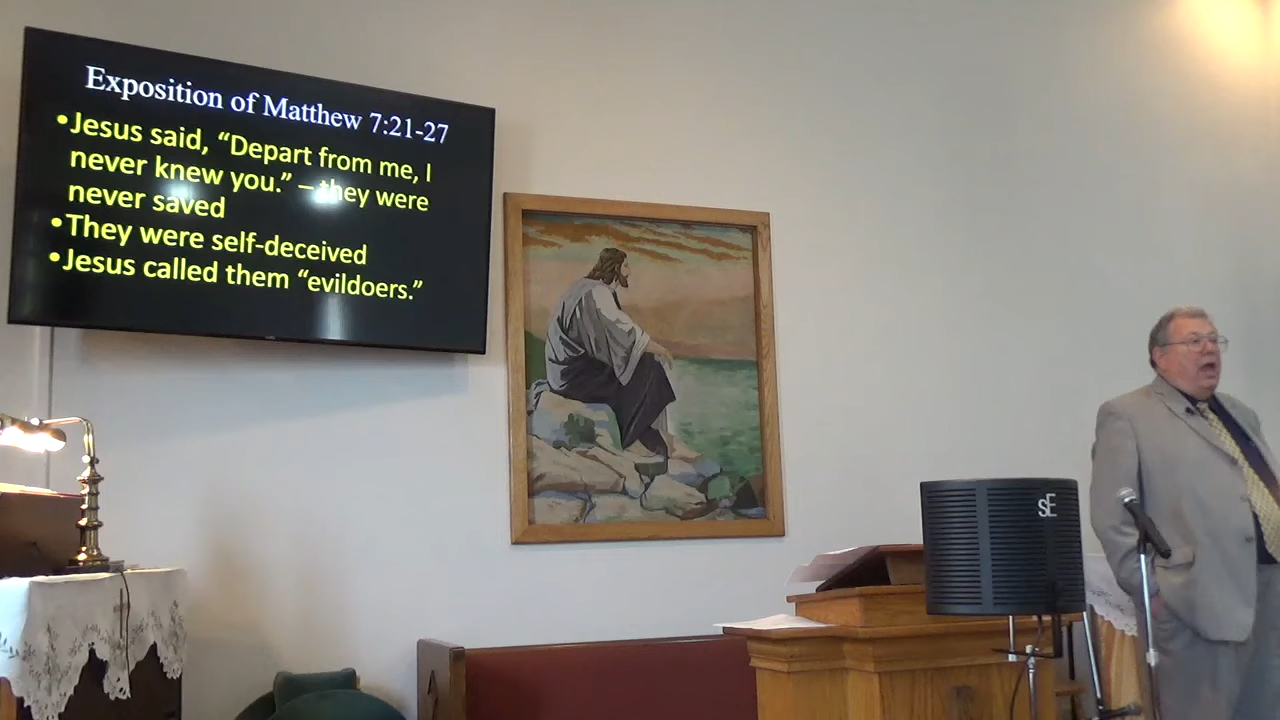 Exposition of Matthew 7:21-27
•Jesus said, “Depart from me, I
never knew you.” – they were
never saved
•They were self-deceived
•Jesus called them “evildoers.”
sE